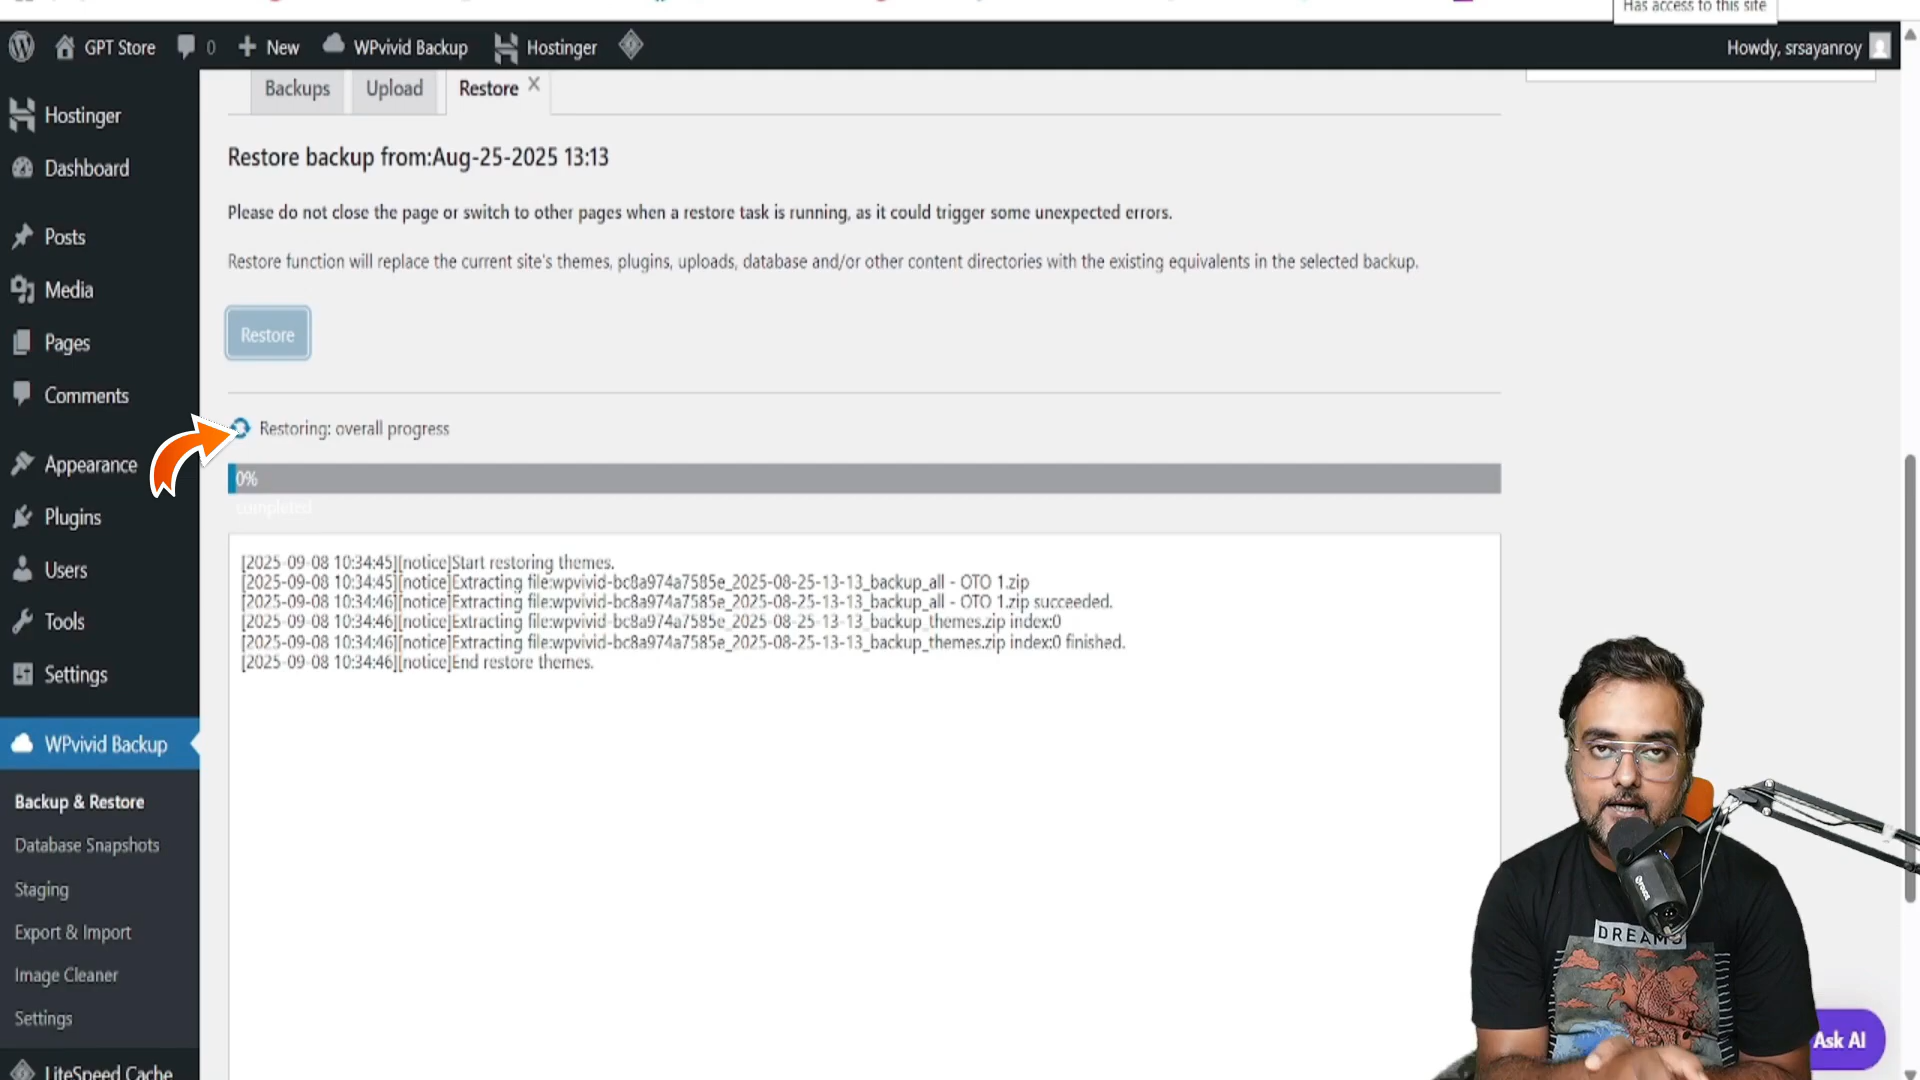 Has access to this site
GPT Store
0
New
WPvivid Backup
Hostinger
Howdy, srsayanroy
Hostinger
Dashboard
Posts
Media
Pages
Comments
Appearance
Plugins
Users
Tools
Settings
WPvivid Backup
Backup & Restore
Database Snapshots
Staging
Export & Import
Image Cleaner
Settings
LiteSpeed Cache
Backups
Upload
Restore
Restore backup from:Aug-25-2025 13:13
Please do not close the page or switch to other pages when a restore task is running, as it could trigger some unexpected errors.
Restore function will replace the current site's themes, plugins, uploads, database and/or other content directories with the existing equivalents in the selected backup.
Restore
Restoring: overall progress
0%
completed
[2025-09-08 10:34:45][notice]Start restoring themes.
[2025-09-08 10:34:45][notice]Extracting file:wpvivid-bc8a974a7585e_2025-08-25-13-13_backup_all - OTO 1.zip
[2025-09-08 10:34:46][notice]Extracting file:wpvivid-bc8a974a7585e_2025-08-25-13-13_backup_all - OTO 1.zip succeeded.
[2025-09-08 10:34:46][notice]Extracting file:wpvivid-bc8a974a7585e_2025-08-25-13-13_backup_themes.zip index:0
[2025-09-08 10:34:46][notice]Extracting file:wpvivid-bc8a974a7585e_2025-08-25-13-13_backup_themes.zip index:0 finished.
[2025-09-08 10:34:46][notice]End restore themes.
DREAMS
Ask AI